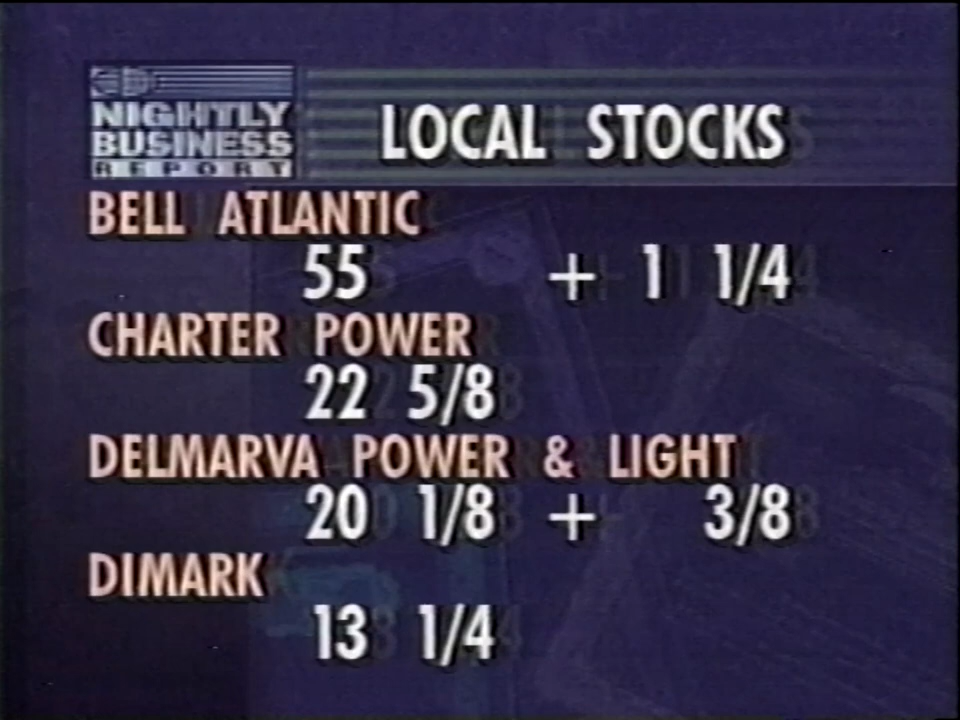 NIGHTLY
BUSINESS
REPORT
LOCAL STOCKS
BELL ATLANTIC
55 + 1 1/4
CHARTER POWER
22 5/8
DELMARVA POWER & LIGHT
20 1/8 + 3/8
DIMARK
13 1/4